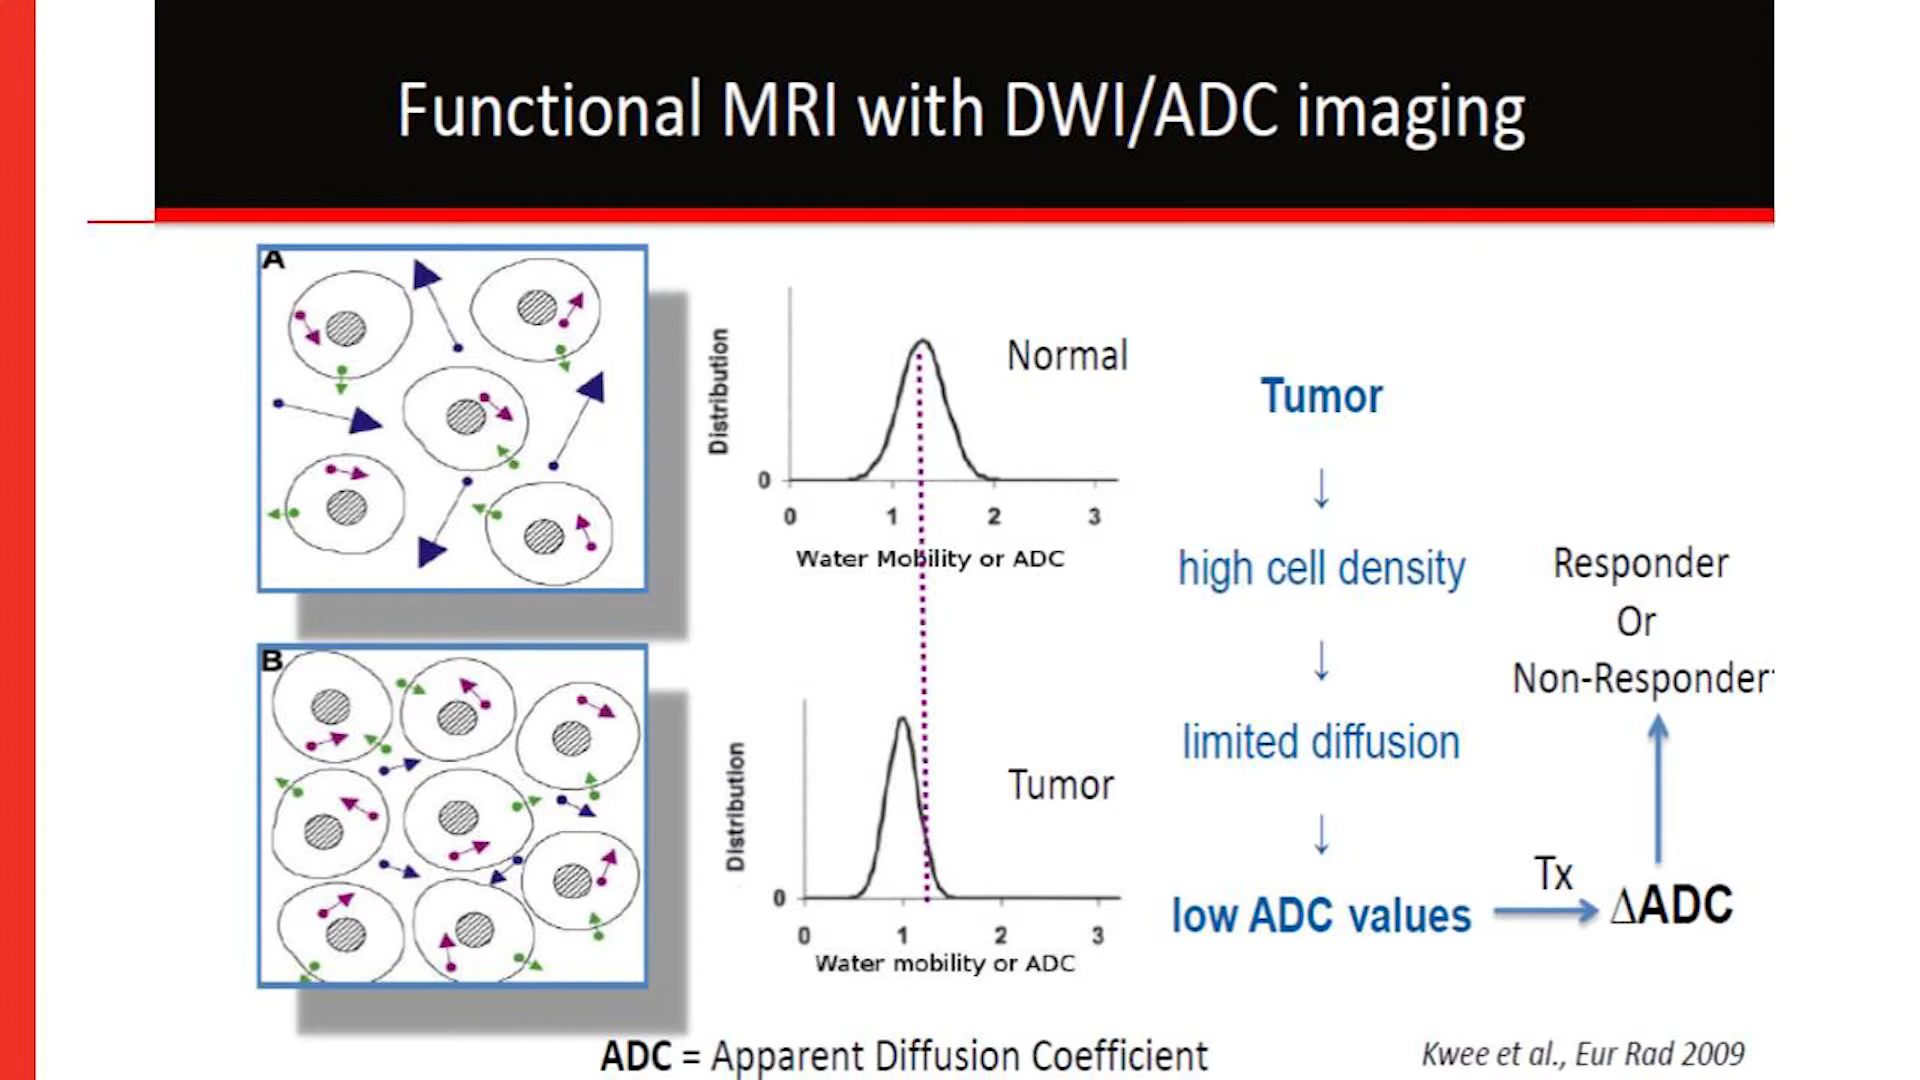 Functional MRI with DWI/ADC imaging
A
Distribution
Normal
0
0 1 2 3
Water Mobility or ADC
B
Distribution
Tumor
0
0 1 2 3
Water mobility or ADC
Tumor
↓
high cell density
↓
limited diffusion
↓
low ADC values
Tx
ΔADC
Responder
Or
Non-Responder
ADC = Apparent Diffusion Coefficient
Kwee et al., Eur Rad 2009